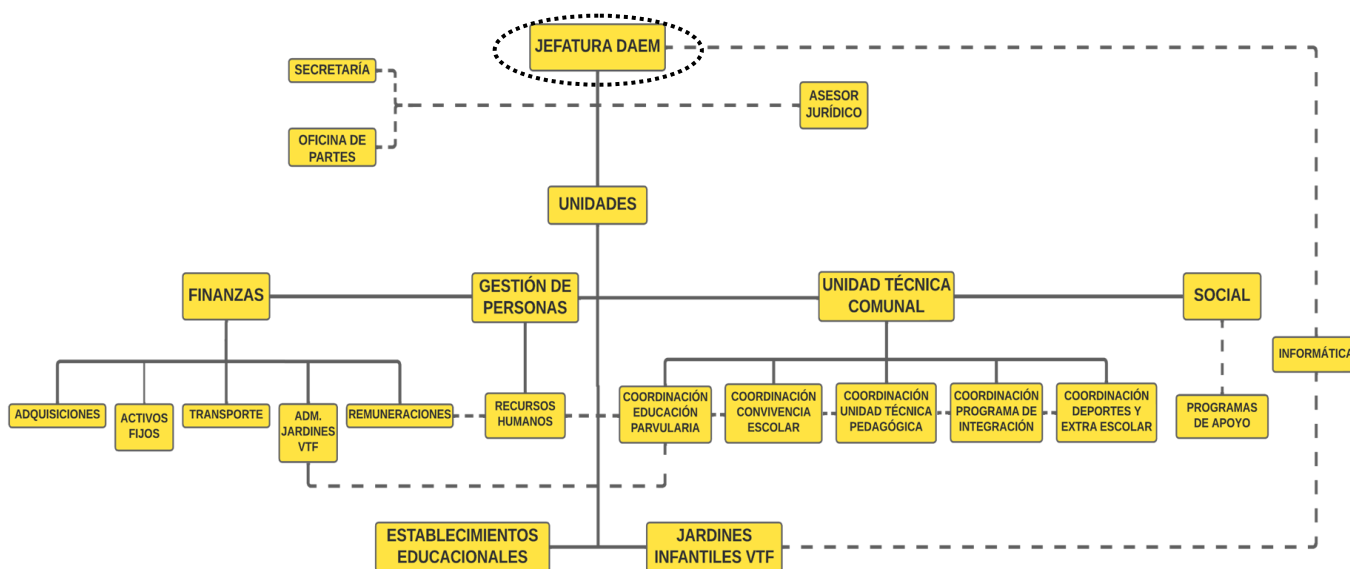 JEFATURA DAEM
SECRETARÍA
ASESOR
JURÍDICO
OFICINA DE
PARTES
UNIDADES
FINANZAS
GESTIÓN DE
PERSONAS
UNIDAD TÉCNICA
COMUNAL
SOCIAL
INFORMÁTICA
ADQUISICIONES
ACTIVOS
FIJOS
TRANSPORTE
ADM.
JARDINES
VTF
REMUNERACIONES
RECURSOS
HUMANOS
COORDINACIÓN
EDUCACIÓN
PARVULARIA
COORDINACIÓN
CONVIVENCIA
ESCOLAR
COORDINACIÓN
UNIDAD TÉCNICA
PEDAGÓGICA
COORDINACIÓN
PROGRAMA DE
INTEGRACIÓN
COORDINACIÓN
DEPORTES Y
EXTRA ESCOLAR
PROGRAMAS
DE APOYO
ESTABLECIMIENTOS
EDUCACIONALES
JARDINES
INFANTILES VTF